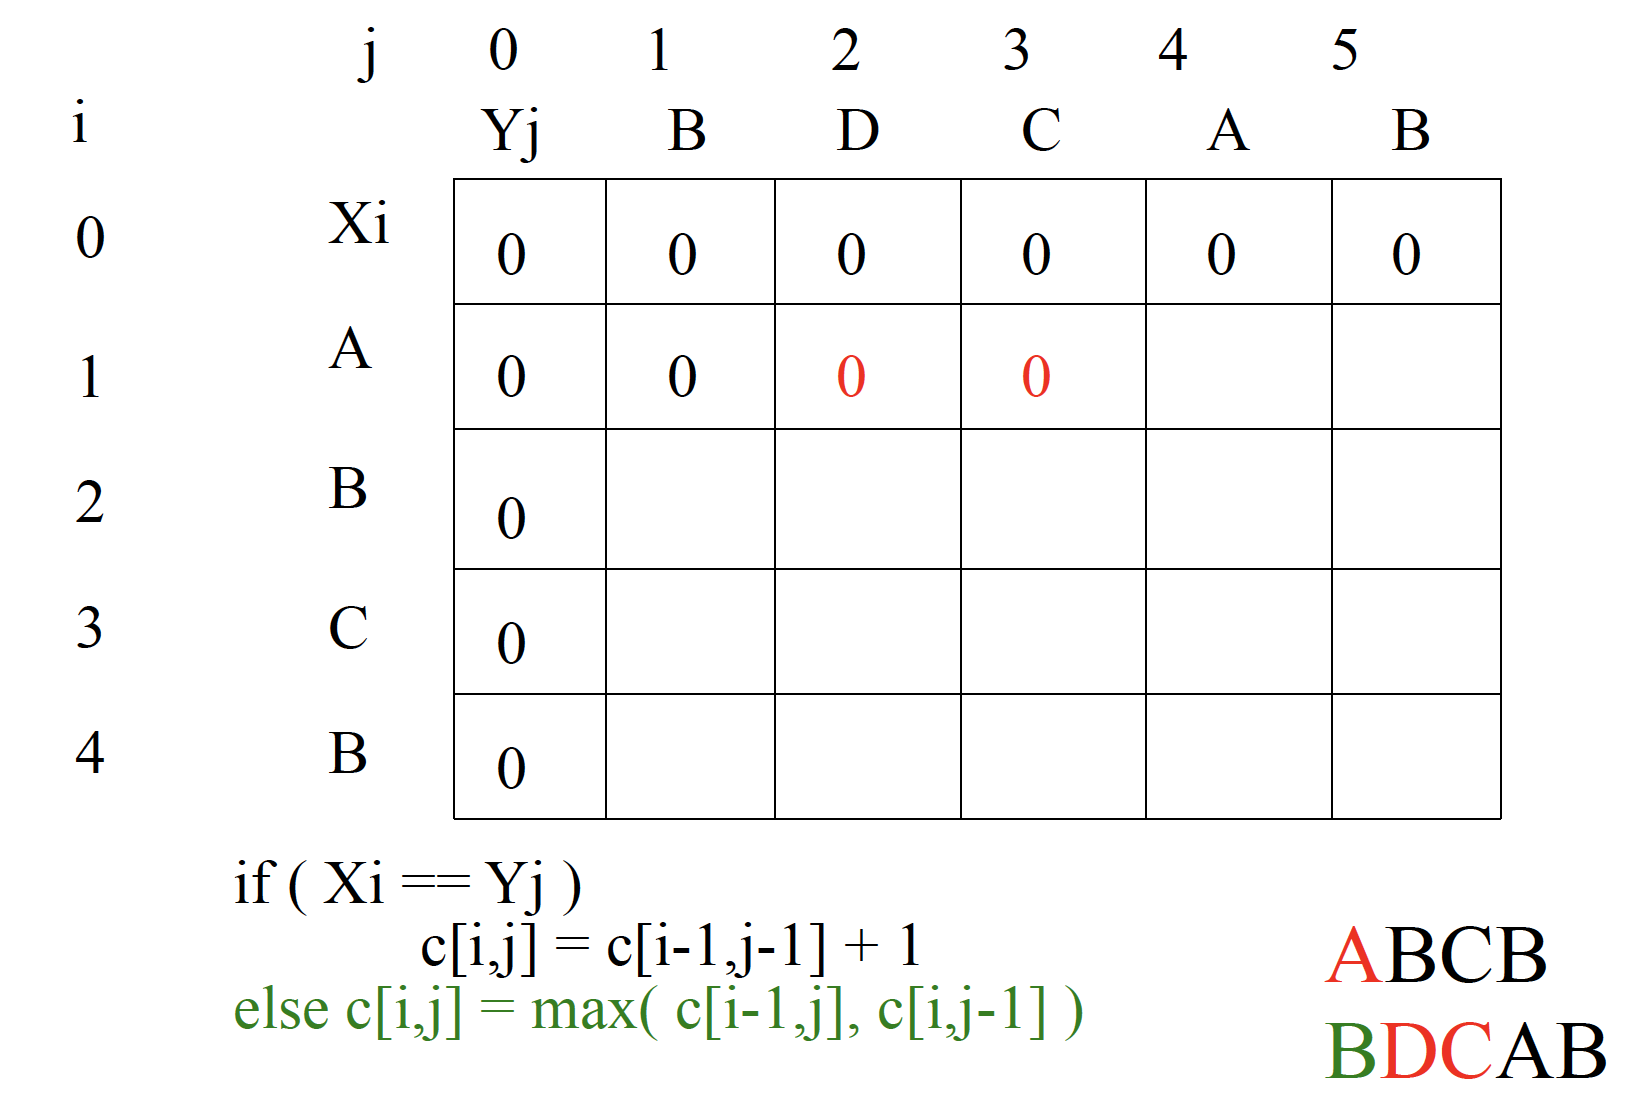 j 0 1 2 3 4 5
i Yj B D C A B
0 Xi 0 0 0 0 0 0
1 A 0 0 0 0
2 B 0
3 C 0
4 B 0
if ( Xi == Yj )
c[i,j] = c[i-1,j-1] + 1
else c[i,j] = max( c[i-1,j], c[i,j-1] )
ABCB
BDCAB